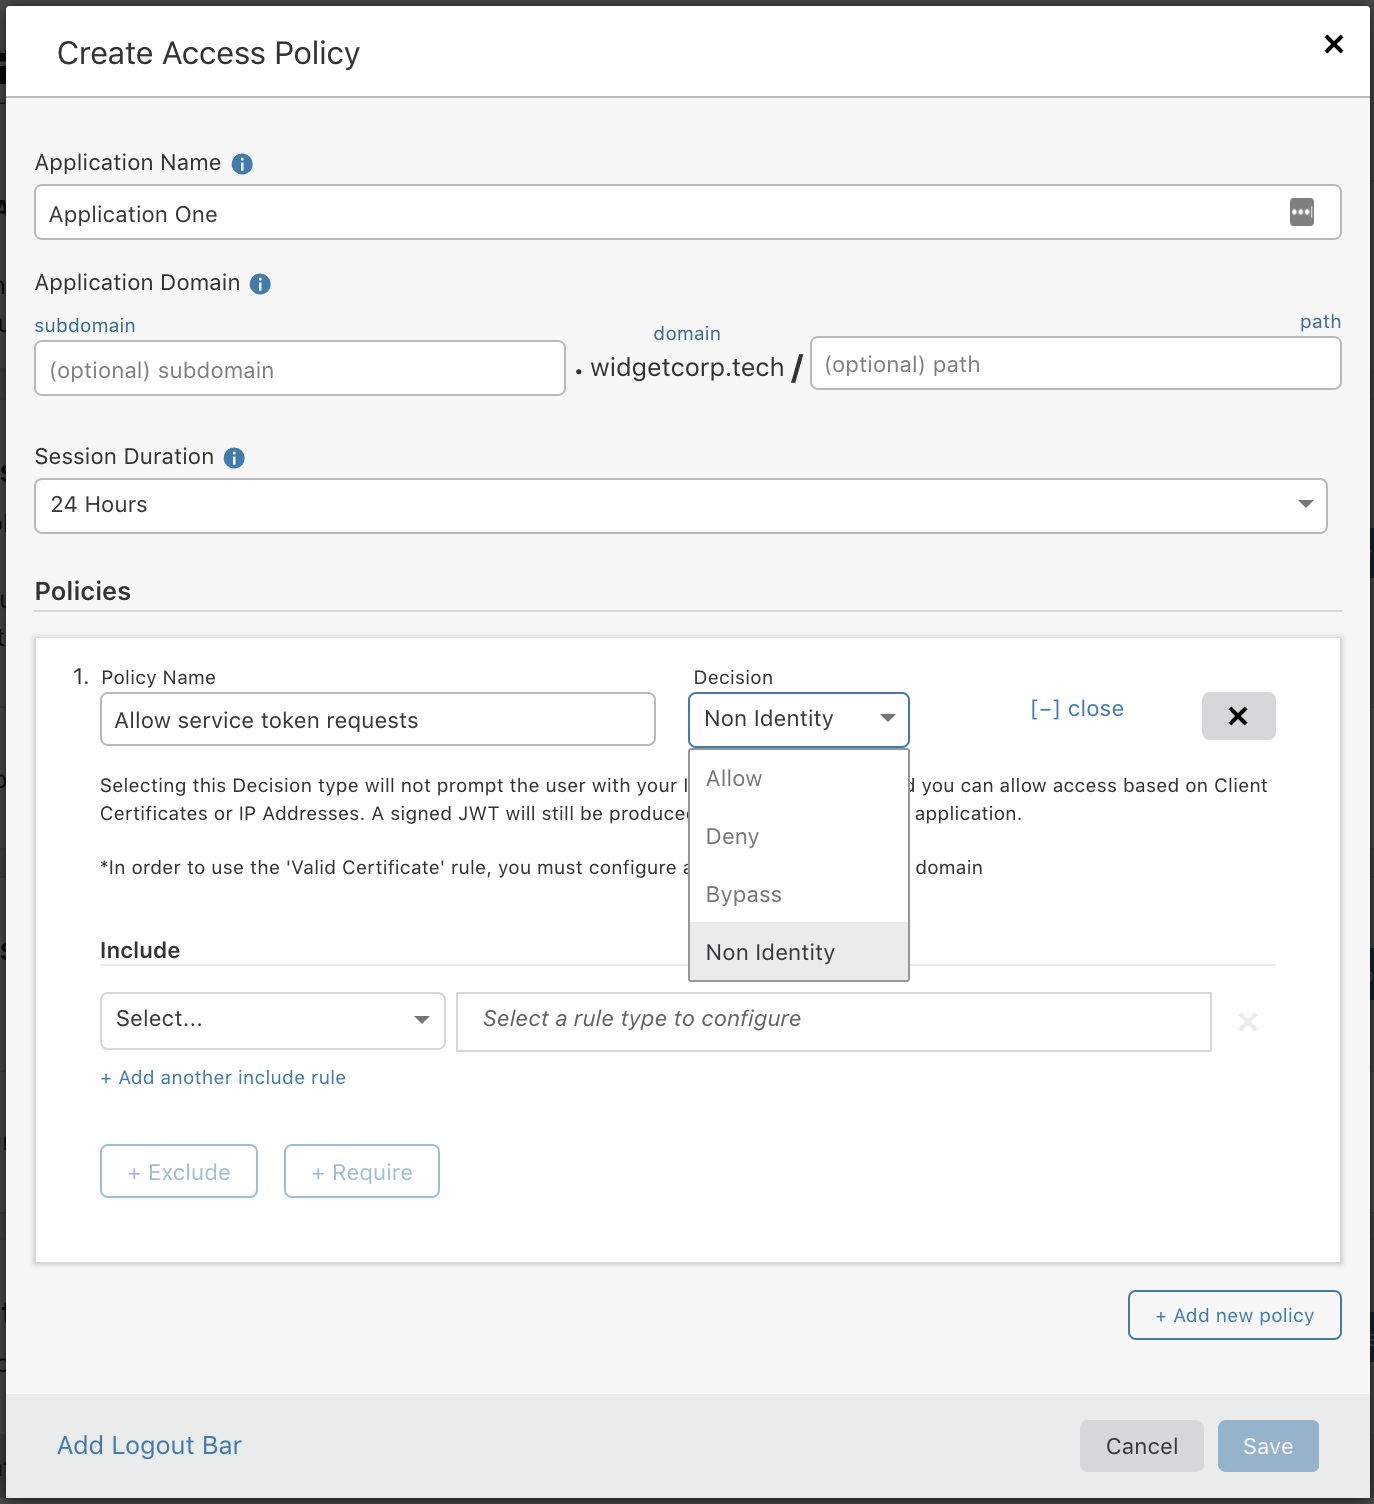 Create Access Policy
Application Name
Application One
Application Domain
subdomain
domain
path
(optional) subdomain
. widgetcorp.tech /
(optional) path
Session Duration
24 Hours
Policies
1. Policy Name
Decision
Allow service token requests
Non Identity
[−] close
Selecting this Decision type will not prompt the user with your
you can allow access based on Client
Certificates or IP Addresses. A signed JWT will still be
application.
*In order to use the 'Valid Certificate' rule, you must configure
domain
Allow
Deny
Bypass
Non Identity
Include
Select...
Select a rule type to configure
+ Add another include rule
+ Exclude
+ Require
+ Add new policy
Add Logout Bar
Cancel
Save